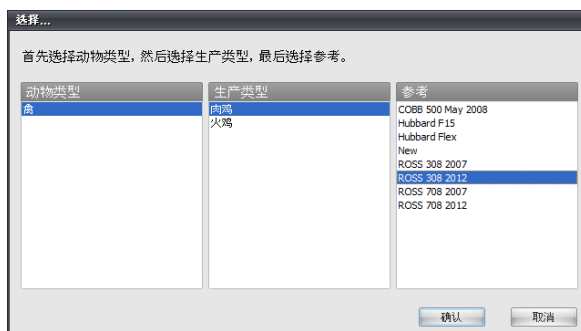 选择...
首先选择动物类型, 然后选择生产类型, 最后选择参考。
动物类型
禽
生产类型
肉鸡
火鸡
参考
COBB 500 May 2008
Hubbard F15
Hubbard Flex
New
ROSS 308 2007
ROSS 308 2012
ROSS 708 2007
ROSS 708 2012
确认
取消